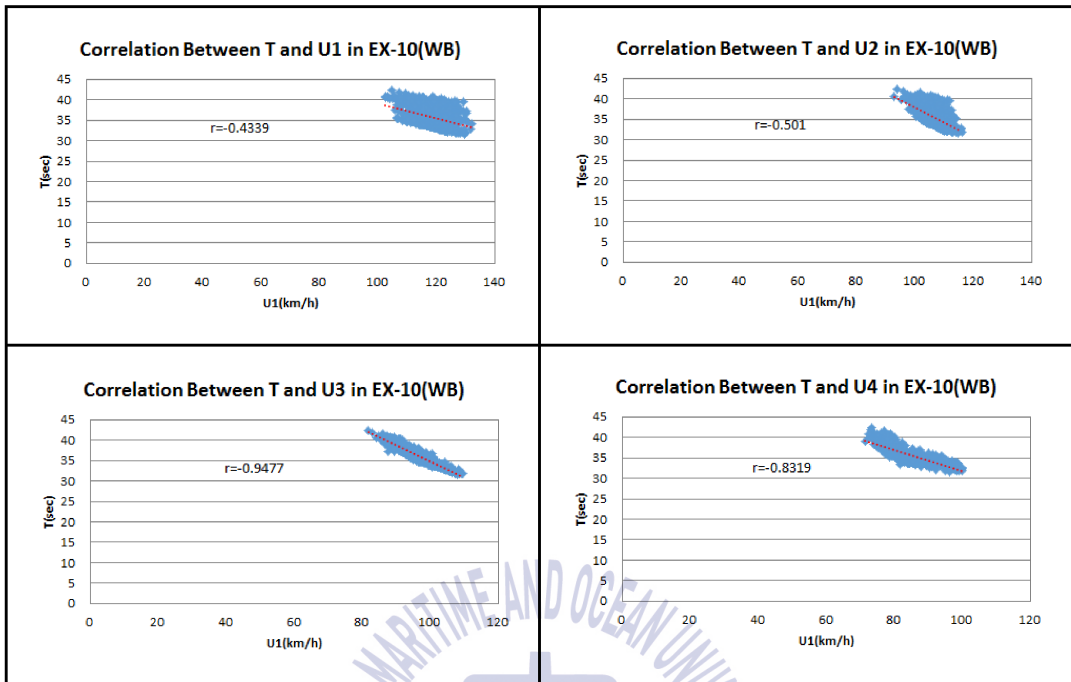 Correlation Between T and U1 in EX-10(WB)
T(sec)
45
40
35
30
25
20
15
10
5
0
r=-0.4339
0 20 40 60 80 100 120 140
U1(km/h)
Correlation Between T and U2 in EX-10(WB)
T(sec)
45
40
35
30
25
20
15
10
5
0
r=-0.501
0 20 40 60 80 100 120 140
U1(km/h)
Correlation Between T and U3 in EX-10(WB)
T(sec)
45
40
35
30
25
20
15
10
5
0
r=-0.9477
0 20 40 60 80 100 120
U1(km/h)
Correlation Between T and U4 in EX-10(WB)
T(sec)
45
40
35
30
25
20
15
10
5
0
r=-0.8319
0 20 40 60 80 100 120
U1(km/h)
MARITIME AND OCEAN